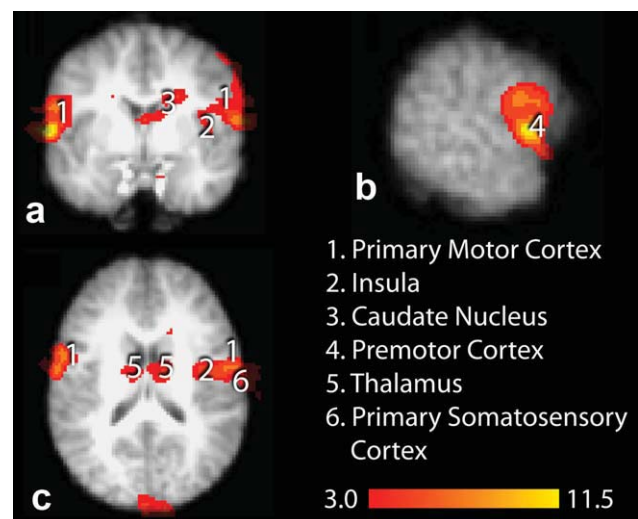 1
3
1
2
a
4
b
1. Primary Motor Cortex
2. Insula
3. Caudate Nucleus
4. Premotor Cortex
5. Thalamus
6. Primary Somatosensory
Cortex
3.0 11.5
1
5 5 2 1
6
c